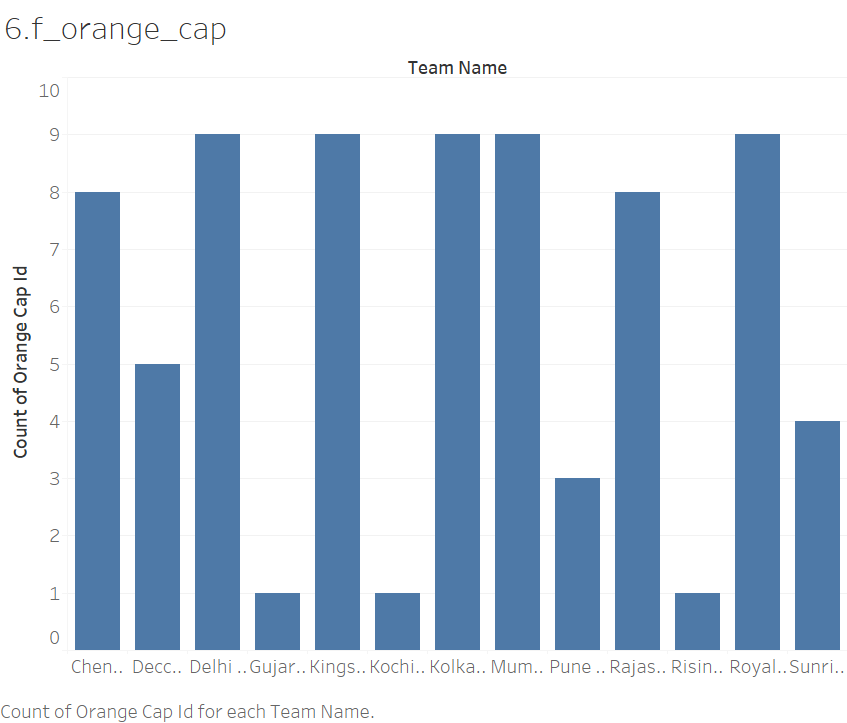 6.f_orange_cap
Team Name
Count of Orange Cap Id
10
9
8
7
6
5
4
3
2
1
0
Chen.. Decc.. Delhi .. Gujar.. Kings.. Kochi.. Kolka.. Mum.. Pune .. Rajas.. Risin.. Royal.. Sunri..
Count of Orange Cap Id for each Team Name.